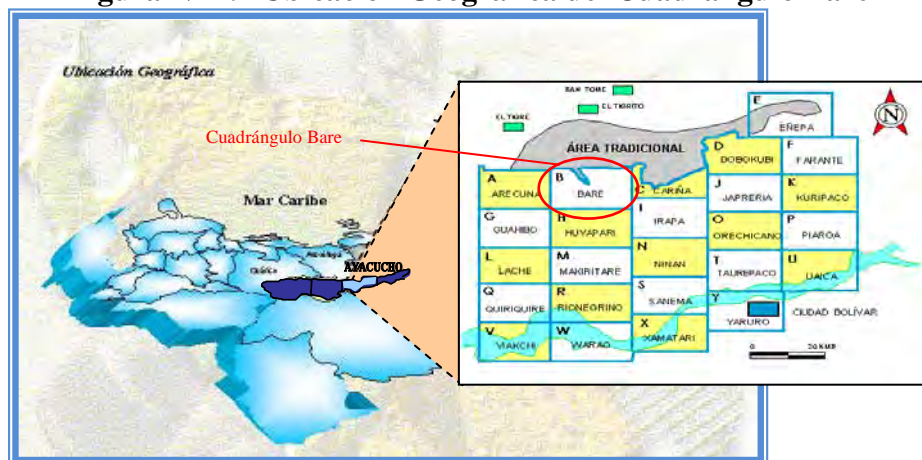 Ubicación Geográfica
Cuadrángulo Bare
Mar Caribe
AYACUCHO
SAN TOME
EL TIGRITO
EL TIGRE
ÁREA TRADICIONAL
E
EÑEPA
A
ARECUNA
B
BARE
C
CARIÑA
D
DOBOKUBI
F
FARANTE
G
GUAHIBO
H
HUYAPARI
I
IRAPA
J
JAPRERIA
K
KURIPACO
L
LACHE
M
MAKIRITARE
N
NINAN
O
ORECHICANO
P
PIAROA
Q
QUIRIQUIRE
R
RIONEGRINO
S
SANEMA
T
TAUREPACO
U
UAICA
V
VIAKCHI
W
WARAO
X
XAMATARI
Y
YARURO
CIUDAD BOLÍVAR
N
0